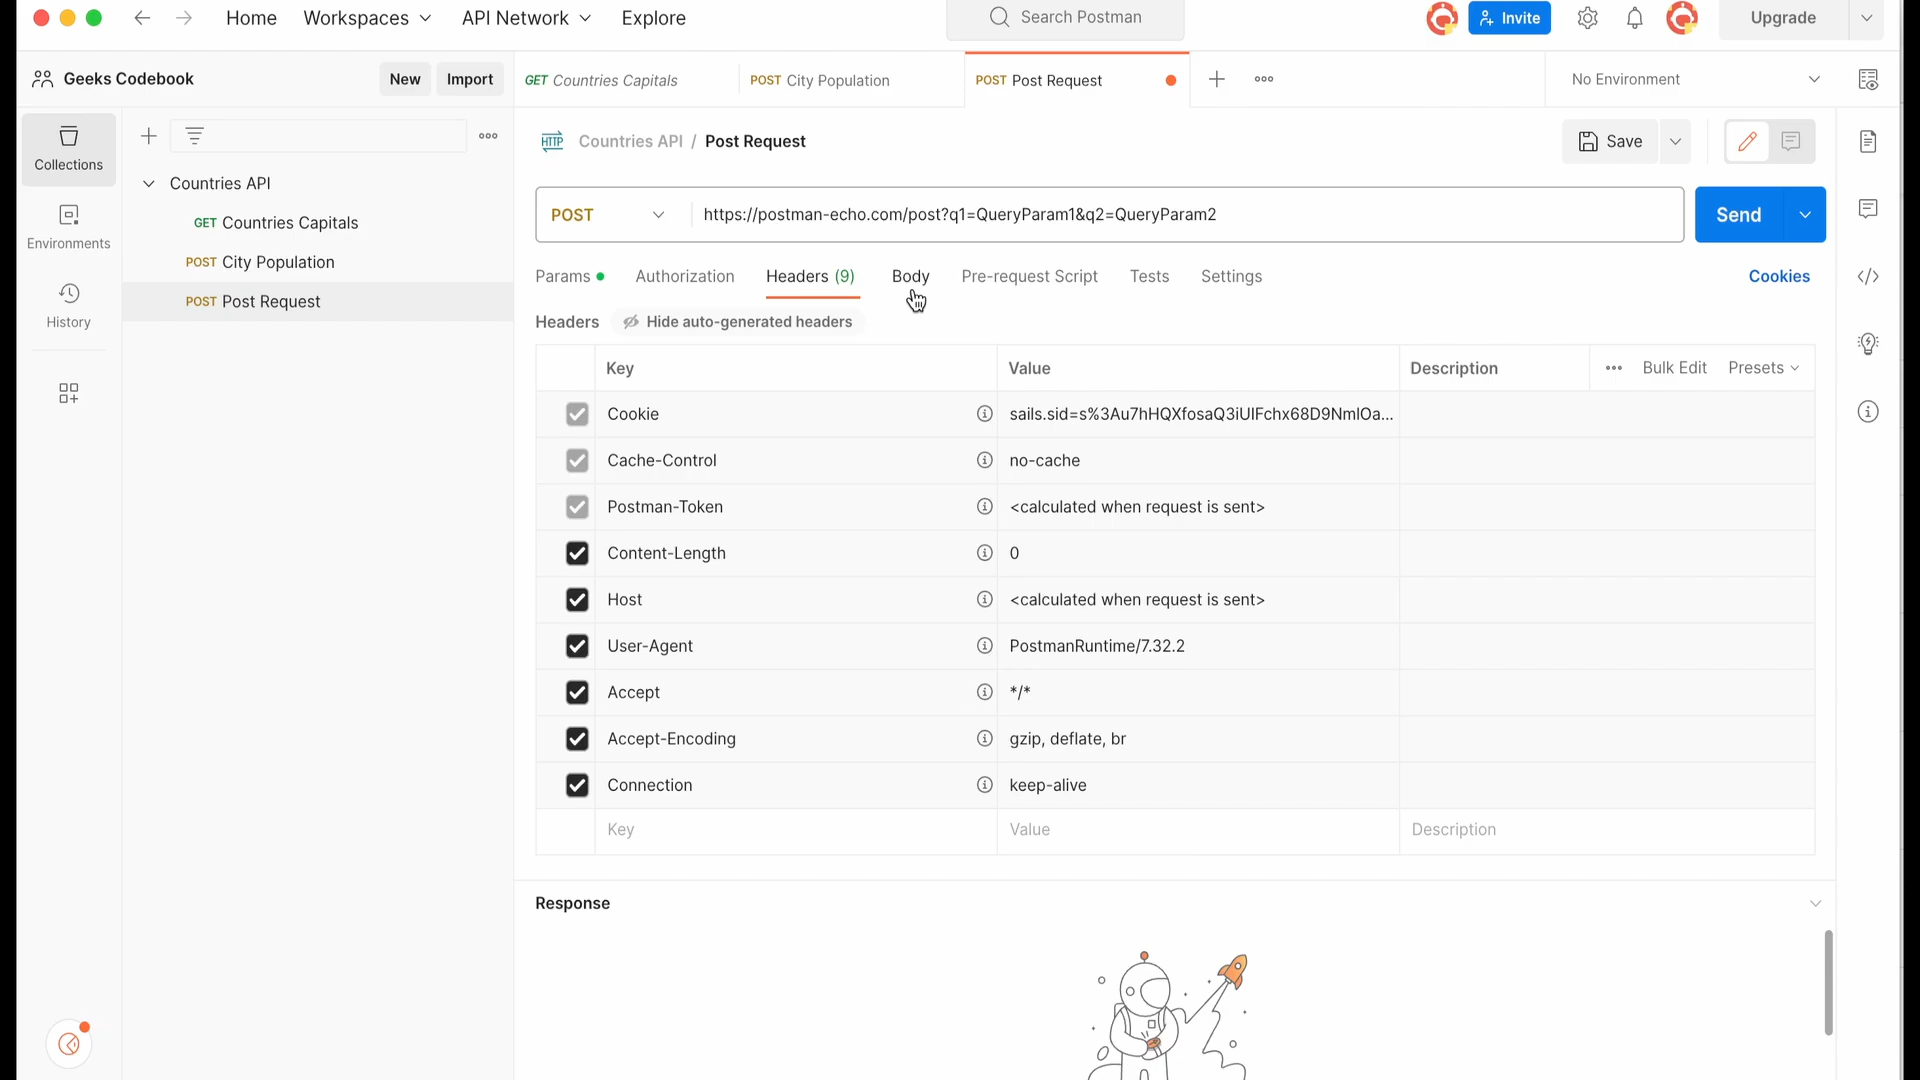 Home Workspaces API Network Explore Search Postman Invite Upgrade
Geeks Codebook New Import GET Countries Capitals POST City Population POST Post Request No Environment
Collections
Environments
History
Countries API
GET Countries Capitals
POST City Population
POST Post Request
HTTP Countries API / Post Request Save
POST https://postman-echo.com/post?q1=QueryParam1&q2=QueryParam2 Send
Params Authorization Headers (9) Body Pre-request Script Tests Settings Cookies
Headers Hide auto-generated headers
Key Value Description Bulk Edit Presets
Cookie sails.sid=s%3Au7hHQXfosaQ3iUIFchx68D9NmlOa...
Cache-Control no-cache
Postman-Token <calculated when request is sent>
Content-Length 0
Host <calculated when request is sent>
User-Agent PostmanRuntime/7.32.2
Accept */*
Accept-Encoding gzip, deflate, br
Connection keep-alive
Key Value Description
Response